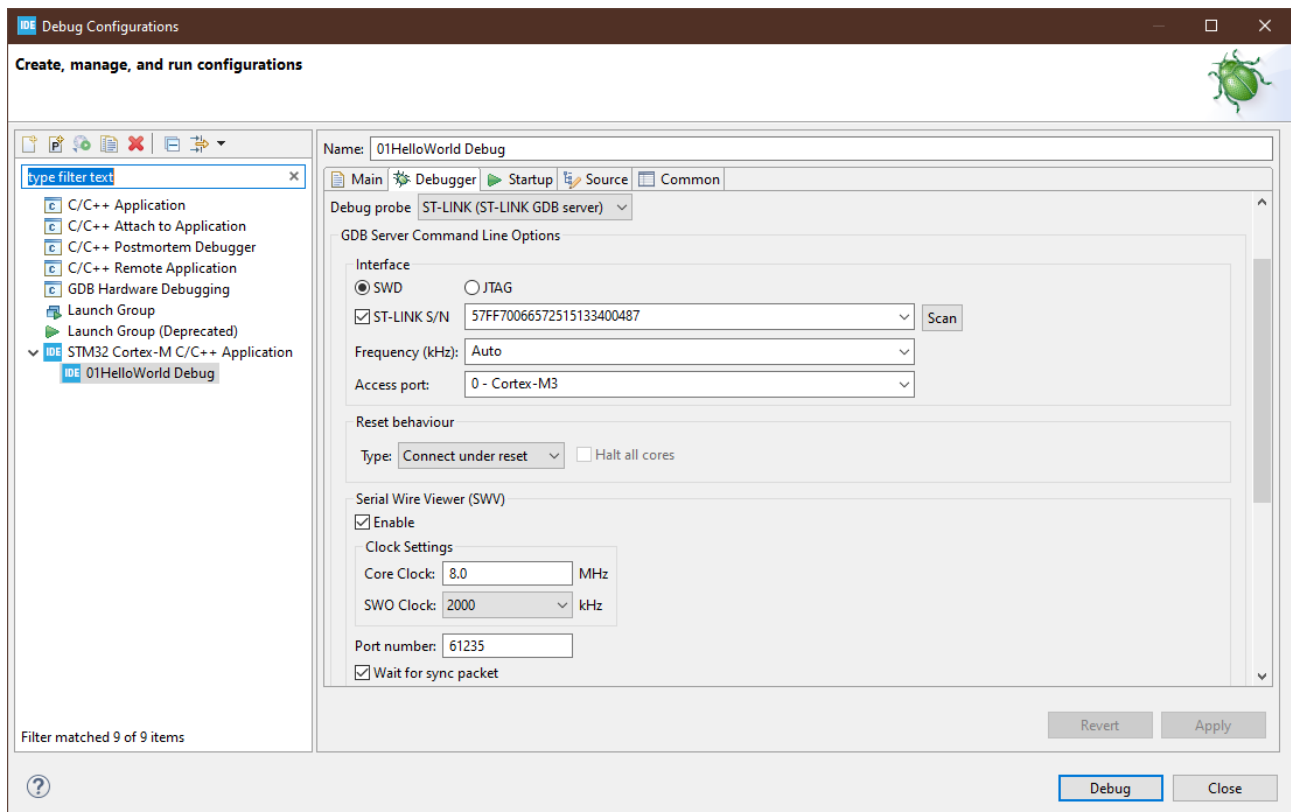 IDE Debug Configurations
Create, manage, and run configurations
type filter text
C/C++ Application
C/C++ Attach to Application
C/C++ Postmortem Debugger
C/C++ Remote Application
GDB Hardware Debugging
Launch Group
Launch Group (Deprecated)
IDE STM32 Cortex-M C/C++ Application
IDE 01HelloWorld Debug
Filter matched 9 of 9 items
Name: 01HelloWorld Debug
Main Debugger Startup Source Common
Debug probe ST-LINK (ST-LINK GDB server)
GDB Server Command Line Options
Interface
SWD JTAG
ST-LINK S/N 57FF70066572515133400487 Scan
Frequency (kHz): Auto
Access port: 0 - Cortex-M3
Reset behaviour
Type: Connect under reset Halt all cores
Serial Wire Viewer (SWV)
Enable
Clock Settings
Core Clock: 8.0 MHz
SWO Clock: 2000 kHz
Port number: 61235
Wait for sync packet
Revert Apply
? Debug Close